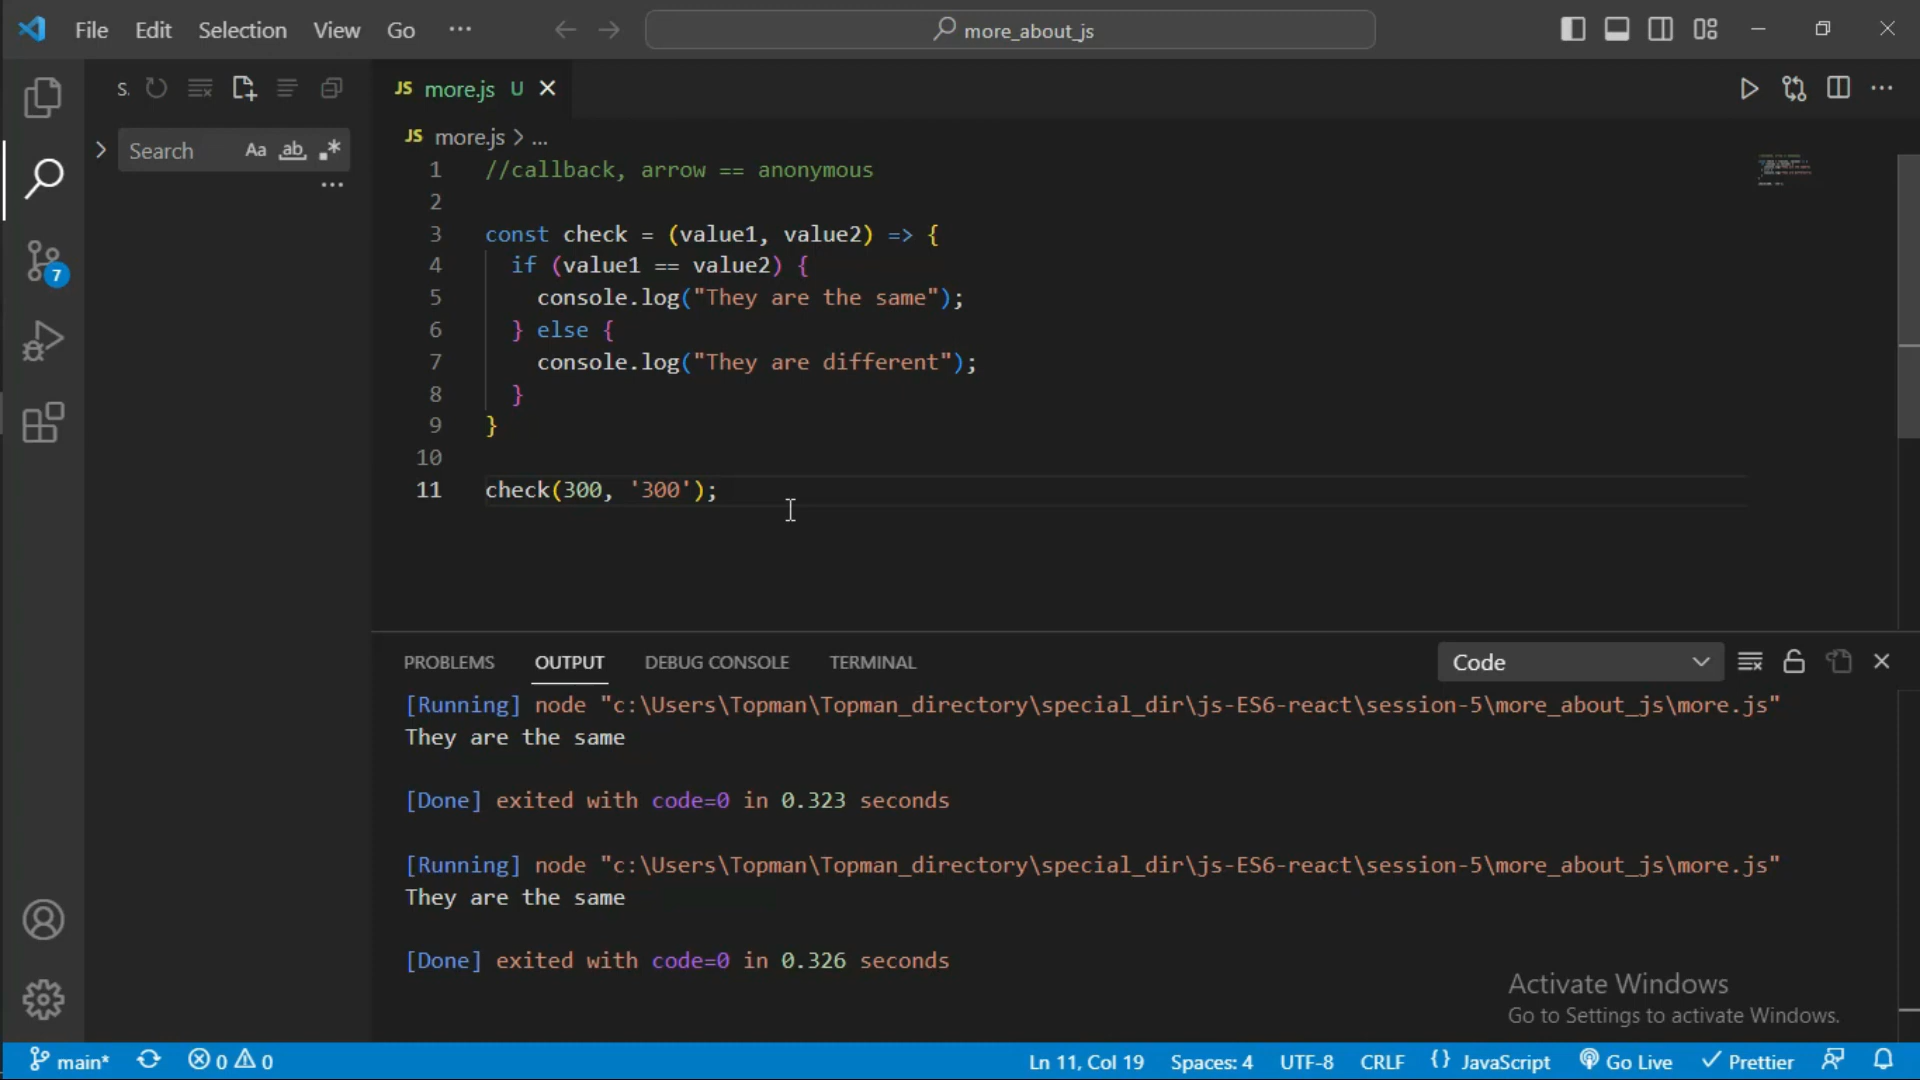 File Edit Selection View Go ··· more_about_js
S.
Search Aa ab
JS more.js U
JS more.js > ...
1 //callback, arrow == anonymous
2
3 const check = (value1, value2) => {
4 if (value1 == value2) {
5 console.log("They are the same");
6 } else {
7 console.log("They are different");
8 }
9 }
10
11 check(300, '300');
7
PROBLEMS OUTPUT DEBUG CONSOLE TERMINAL Code
[Running] node "c:\Users\Topman\Topman_directory\special_dir\js-ES6-react\session-5\more_about_js\more.js"
They are the same
[Done] exited with code=0 in 0.323 seconds
[Running] node "c:\Users\Topman\Topman_directory\special_dir\js-ES6-react\session-5\more_about_js\more.js"
They are the same
[Done] exited with code=0 in 0.326 seconds
Activate Windows
Go to Settings to activate Windows.
main* 0 0 Ln 11, Col 19 Spaces: 4 UTF-8 CRLF {} JavaScript Go Live Prettier